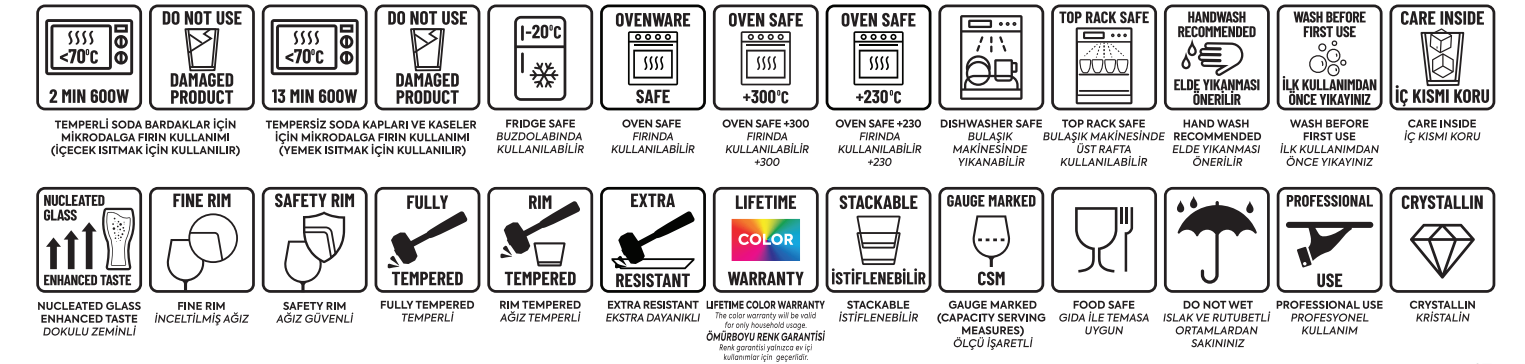 <70°C
2 MIN 600W
DO NOT USE
DAMAGED
PRODUCT
TEMPERLİ SODA BARDAKLAR İÇİN
MİKRODALGA FIRIN KULLANIMI
(İÇECEK ISITMAK İÇİN KULLANILIR)
<70°C
13 MIN 600W
DO NOT USE
DAMAGED
PRODUCT
TEMPERSİZ SODA KAPLARI VE KASELER
İÇİN MİKRODALGA FIRIN KULLANIMI
(YEMEK ISITMAK İÇİN KULLANILIR)
-20°C
FRIDGE SAFE
BUZDOLABINDA
KULLANILABİLİR
OVENWARE
SAFE
OVEN SAFE
FIRINDA
KULLANILABİLİR
OVEN SAFE
+300°C
OVEN SAFE +300
FIRINDA
KULLANILABİLİR
+300
OVEN SAFE
+230°C
OVEN SAFE +230
FIRINDA
KULLANILABİLİR
+230
DISHWASHER SAFE
BULAŞIK
MAKİNESİNDE
YIKANABİLİR
TOP RACK SAFE
TOP RACK SAFE
BULAŞIK MAKİNESİNDE
ÜST RAFTA
KULLANILABİLİR
HANDWASH
RECOMMENDED
ELDE YIKANMASI
ÖNERİLİR
HAND WASH
RECOMMENDED
ELDE YIKANMASI
ÖNERİLİR
WASH BEFORE
FIRST USE
İLK KULLANIMDAN
ÖNCE YIKAYINIZ
WASH BEFORE
FIRST USE
İLK KULLANIMDAN
ÖNCE YIKAYINIZ
CARE INSIDE
İÇ KISMI KORU
CARE INSIDE
İÇ KISMI KORU
NUCLEATED
GLASS
ENHANCED TASTE
NUCLEATED GLASS
ENHANCED TASTE
DOKULU ZEMİNLİ
FINE RIM
FINE RIM
İNCELTİLMİŞ AĞIZ
SAFETY RIM
SAFETY RIM
AĞIZ GÜVENLİ
FULLY
TEMPERED
FULLY TEMPERED
TEMPERLİ
RIM
TEMPERED
RIM TEMPERED
AĞIZ TEMPERLİ
EXTRA
RESISTANT
EXTRA RESISTANT
EKSTRA DAYANIKLI
LIFETIME
COLOR
WARRANTY
LIFETIME COLOR WARRANTY
The color warranty will be valid
for only household usage.
ÖMÜRBOYU RENK GARANTİSİ
Renk garantisi yalnızca ev içi
kullanımlar için geçerlidir.
STACKABLE
İSTİFLENEBİLİR
STACKABLE
İSTİFLENEBİLİR
GAUGE MARKED
CSM
GAUGE MARKED
(CAPACITY SERVING
MEASURES)
ÖLÇÜ İŞARETLİ
FOOD SAFE
GIDA İLE TEMASA
UYGUN
DO NOT WET
ISLAK VE RUTUBETLİ
ORTAMLARDAN
SAKININIZ
PROFESSIONAL
USE
PROFESSIONAL USE
PROFESYONEL
KULLANIM
CRYSTALLIN
CRYSTALLIN
KRİSTALİN